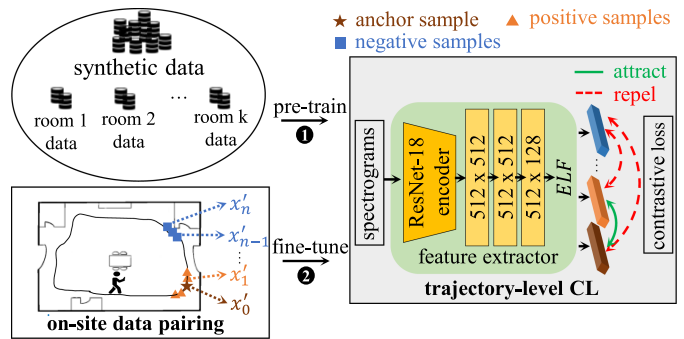 anchor sample
positive samples
negative samples
synthetic data
room 1
data
room 2
data
...
room k
data
pre-train
❶
x′ₙ
x′ₙ₋₁
⋮
x′₁
x′₀
on-site data pairing
fine-tune
❷
attract
repel
spectrograms
ResNet-18
encoder
512 x 512
512 x 512
512 x 128
ELF
...
contrastive loss
feature extractor
trajectory-level CL